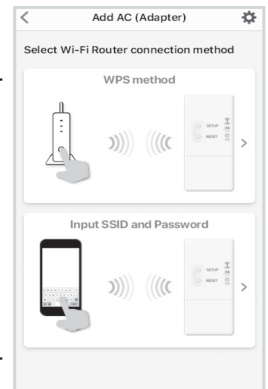 Add AC (Adapter)
Select Wi-Fi Router connection method
WPS method
SETUP
RESET
Input SSID and Password
SETUP
RESET